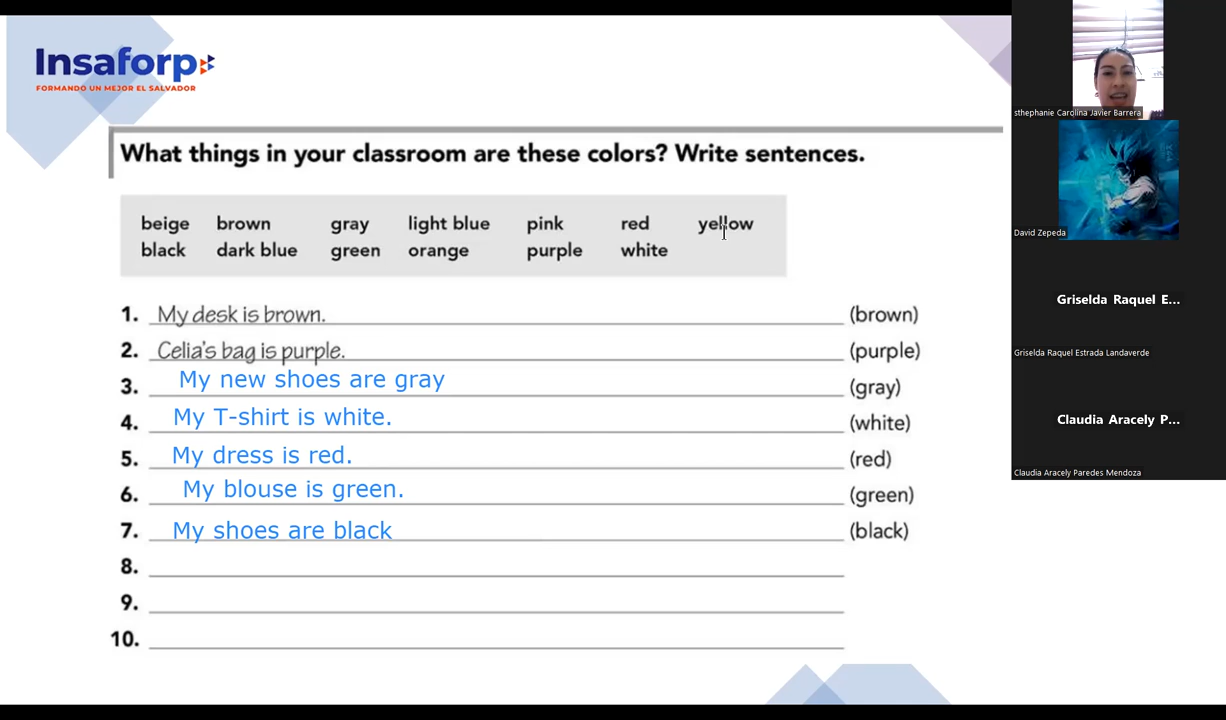 Insaforp
FORMANDO UN MEJOR EL SALVADOR
What things in your classroom are these colors? Write sentences.
beige brown gray light blue pink red yellow
black dark blue green orange purple white
1. My desk is brown. (brown)
2. Celia's bag is purple. (purple)
3. My new shoes are gray (gray)
4. My T-shirt is white. (white)
5. My dress is red. (red)
6. My blouse is green. (green)
7. My shoes are black (black)
8.
9.
10.
sthephanie Carolina Javier Barrera
David Zepeda
Griselda Raquel E...
Griselda Raquel Estrada Landaverde
Claudia Aracely P...
Claudia Aracely Paredes Mendoza